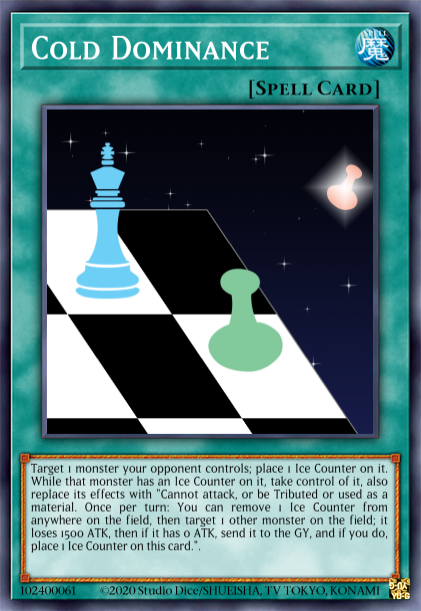 Cold Dominance
SPELL
魔
[Spell Card]
Target 1 monster your opponent controls; place 1 Ice Counter on it.
While that monster has an Ice Counter on it, take control of it, also
replace its effects with "Cannot attack, or be Tributed or used as a
material. Once per turn: You can remove 1 Ice Counter from
anywhere on the field, then target 1 other monster on the field; it
loses 1500 ATK, then if it has 0 ATK, send it to the GY, and if you do,
place 1 Ice Counter on this card.".
102400061
©2020 Studio Dice/SHUEISHA, TV TOKYO, KONAMI